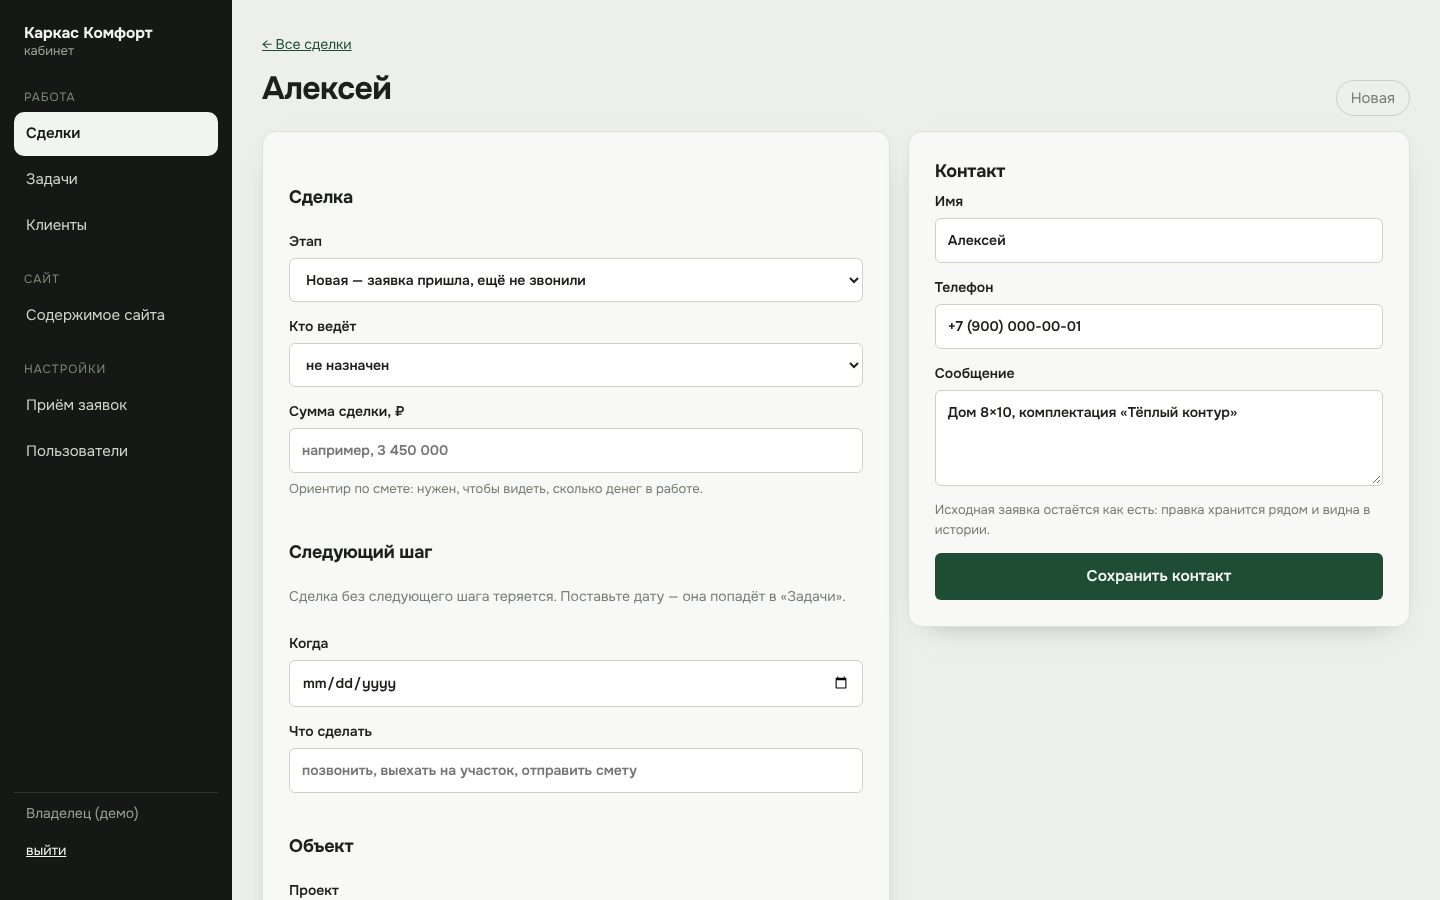 Каркас Комфорт
кабинет
РАБОТА
Сделки
Задачи
Клиенты
САЙТ
Содержимое сайта
НАСТРОЙКИ
Приём заявок
Пользователи
Владелец (демо)
выйти
← Все сделки
Алексей
Новая
Сделка
Этап
Новая — заявка пришла, ещё не звонили
Кто ведёт
не назначен
Сумма сделки, ₽
например, 3 450 000
Ориентир по смете: нужен, чтобы видеть, сколько денег в работе.
Следующий шаг
Сделка без следующего шага теряется. Поставьте дату — она попадёт в «Задачи».
Когда
mm/dd/yyyy
Что сделать
позвонить, выехать на участок, отправить смету
Объект
Проект
Контакт
Имя
Алексей
Телефон
+7 (900) 000-00-01
Сообщение
Дом 8×10, комплектация «Тёплый контур»
Исходная заявка остаётся как есть: правка хранится рядом и видна в
истории.
Сохранить контакт